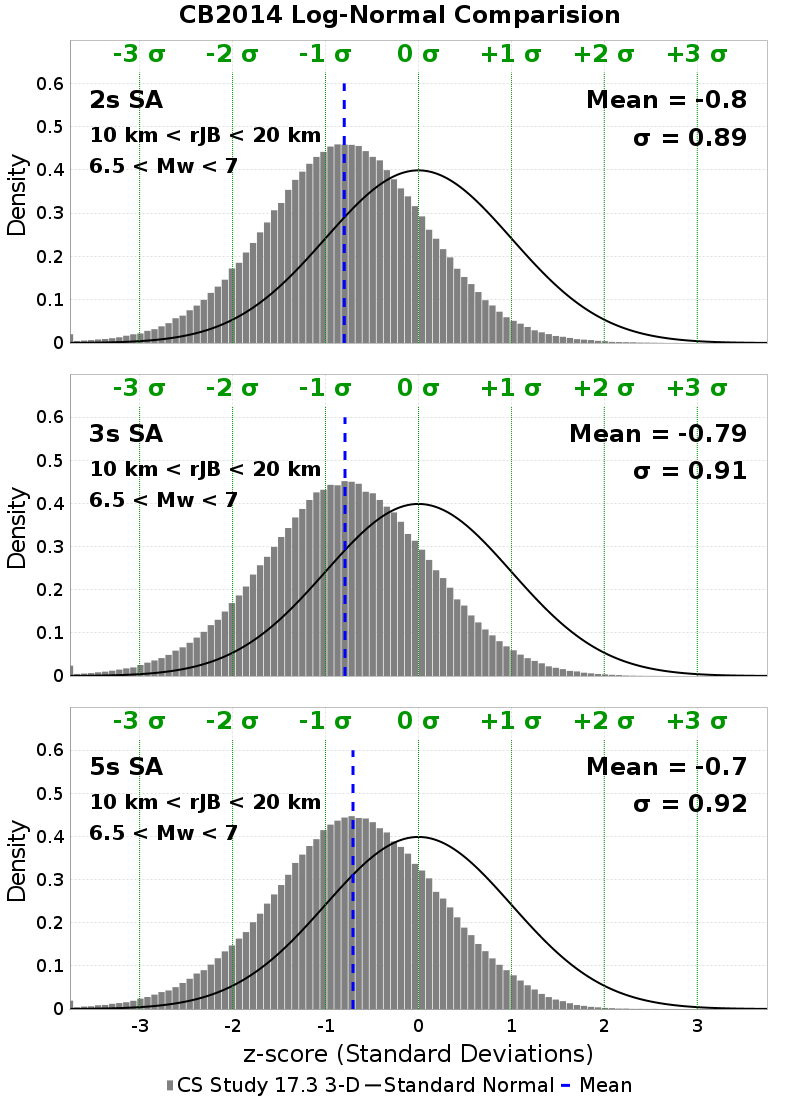 CB2014 Log-Normal Comparision
-3 σ -2 σ -1 σ 0 σ +1 σ +2 σ +3 σ
0.6
2s SA Mean = -0.8
0.5
10 km < rJB < 20 km σ = 0.89
6.5 < Mw < 7
0.4
0.3
0.2
0.1
0
Density
-3 σ -2 σ -1 σ 0 σ +1 σ +2 σ +3 σ
0.6
3s SA Mean = -0.79
0.5
10 km < rJB < 20 km σ = 0.91
6.5 < Mw < 7
0.4
0.3
0.2
0.1
0
Density
-3 σ -2 σ -1 σ 0 σ +1 σ +2 σ +3 σ
0.6
5s SA Mean = -0.7
0.5
10 km < rJB < 20 km σ = 0.92
6.5 < Mw < 7
0.4
0.3
0.2
0.1
0
Density
-3 -2 -1 0 1 2 3
z-score (Standard Deviations)
CS Study 17.3 3-D Standard Normal Mean